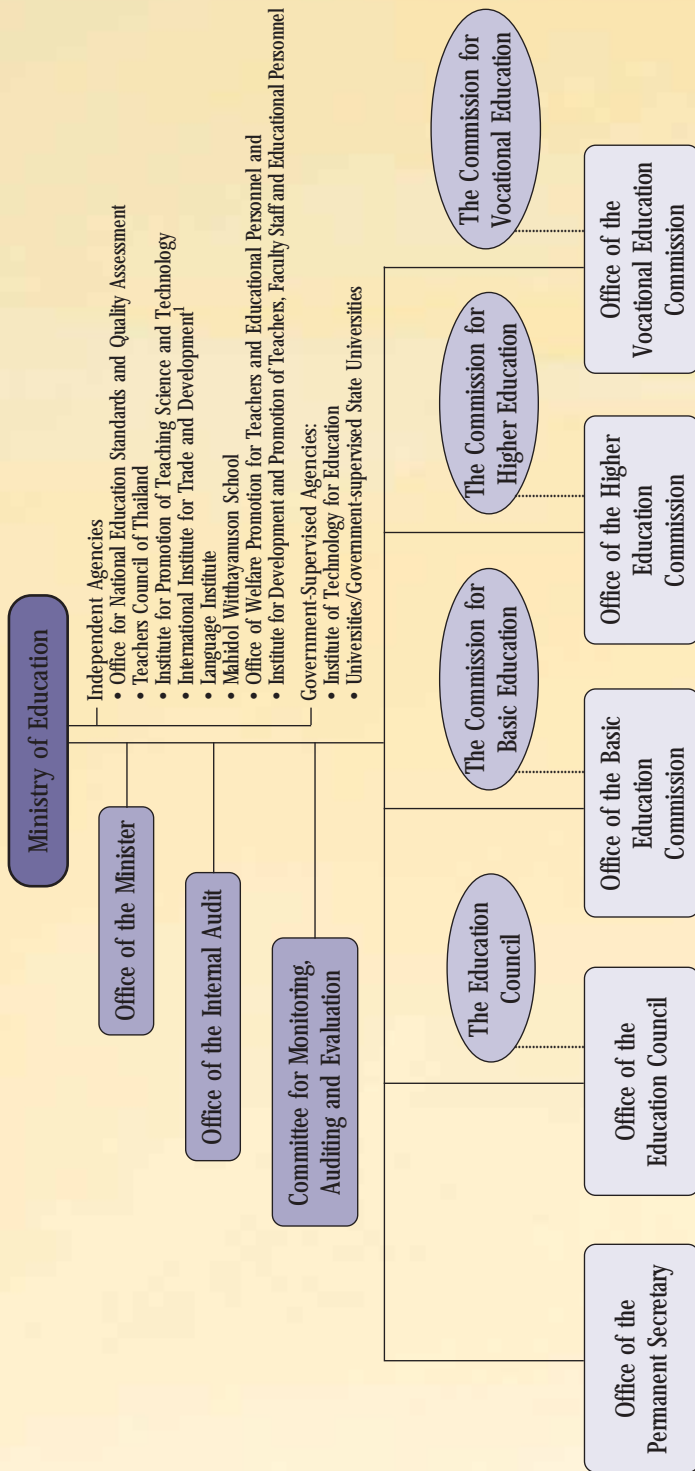 Ministry of Education
Independent Agencies
• Office for National Education Standards and Quality Assessment
• Teachers Council of Thailand
• Institute for Promotion of Teaching Science and Technology
• International Institute for Trade and Development¹
• Language Institute
• Mahidol Witthayanuson School
• Office of Welfare Promotion for Teachers and Educational Personnel and
• Institute for Development and Promotion of Teachers, Faculty Staff and Educational Personnel
Government-Supervised Agencies:
• Institute of Technology for Education
• Universities/Government-supervised State Universities
Office of the Minister
Office of the Internal Audit
Committee for Monitoring,
Auditing and Evaluation
The Education
Council
The Commission for
Basic Education
The Commission for
Higher Education
The Commission for
Vocational Education
Office of the
Permanent Secretary
Office of the
Education Council
Office of the Basic
Education
Commission
Office of the Higher
Education
Commission
Office of the
Vocational Education
Commission